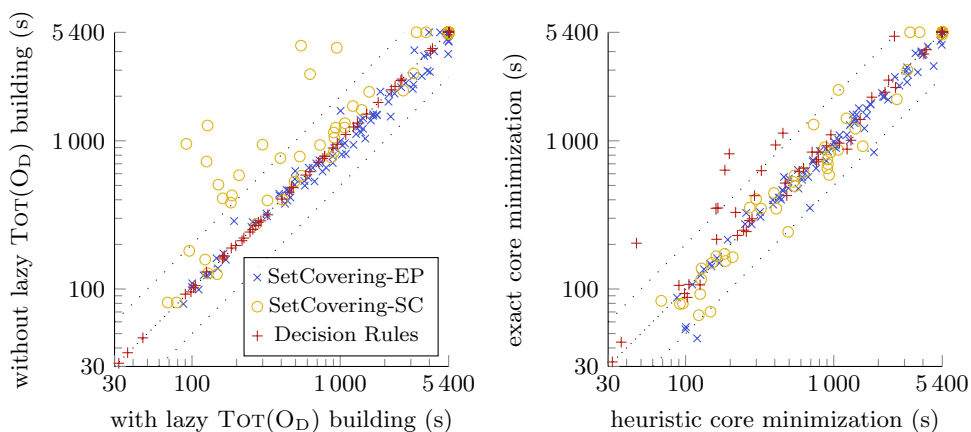 without lazy TOT(O_D) building (s)
5 400
1 000
100
30
SetCovering-EP
SetCovering-SC
Decision Rules
30
100
1 000
5 400
with lazy TOT(O_D) building (s)
exact core minimization (s)
5 400
1 000
100
30
30
100
1 000
5 400
heuristic core minimization (s)